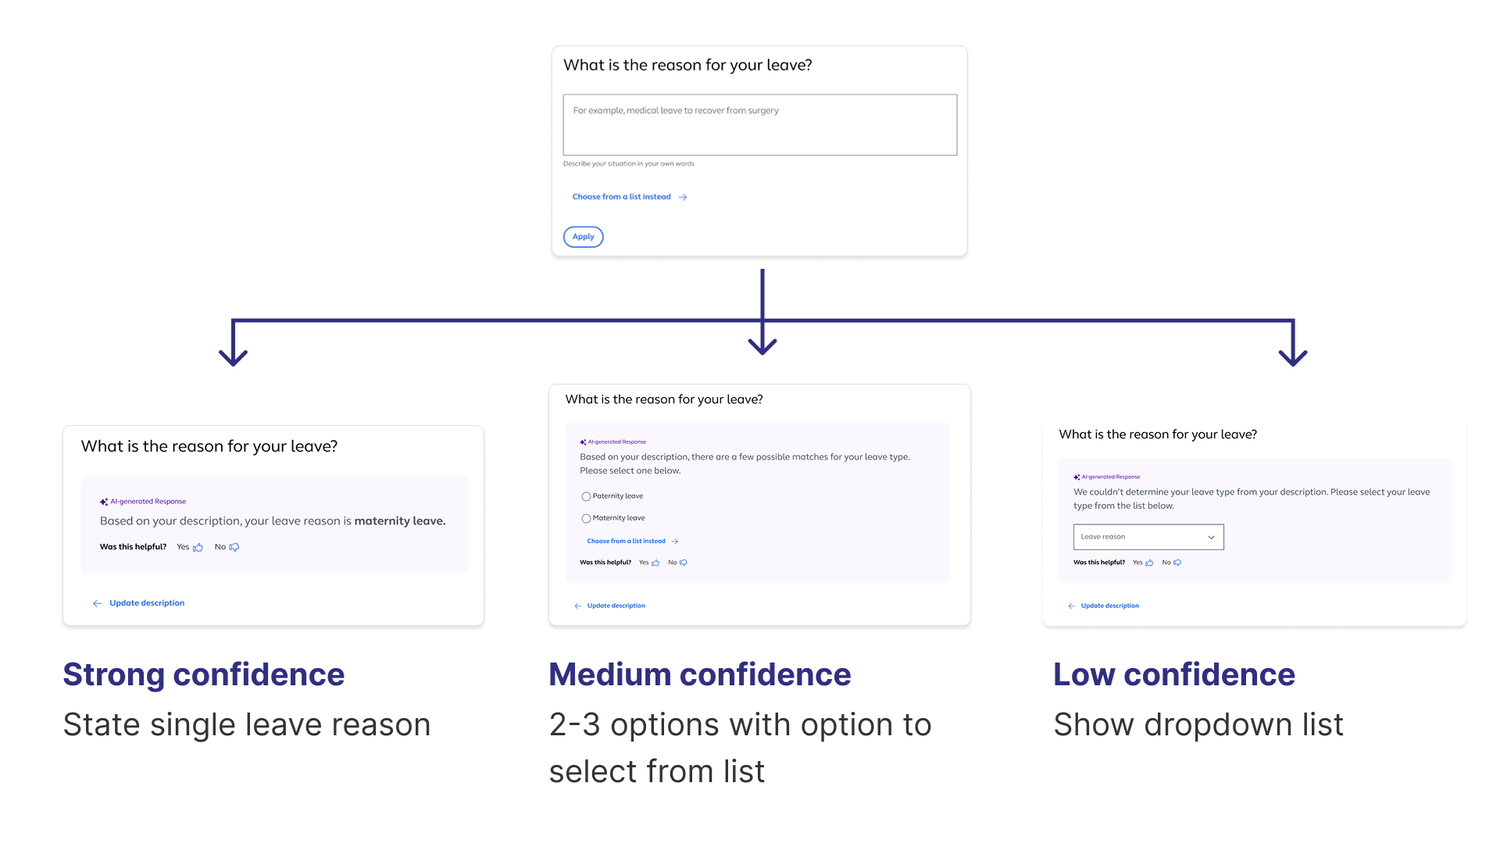 What is the reason for your leave?
For example, medical leave to recover from surgery
Describe your situation in your own words
Choose from a list instead →
Apply
What is the reason for your leave?
AI-generated Response
Based on your description, your leave reason is maternity leave.
Was this helpful? Yes No
← Update description
Strong confidence
State single leave reason
What is the reason for your leave?
AI-generated Response
Based on your description, there are a few possible matches for your leave type.
Please select one below.
Paternity leave
Maternity leave
Choose from a list instead →
Was this helpful? Yes No
← Update description
Medium confidence
2-3 options with option to
select from list
What is the reason for your leave?
AI-generated Response
We couldn't determine your leave type from your description. Please select your leave
type from the list below.
Leave reason
Was this helpful? Yes No
← Update description
Low confidence
Show dropdown list